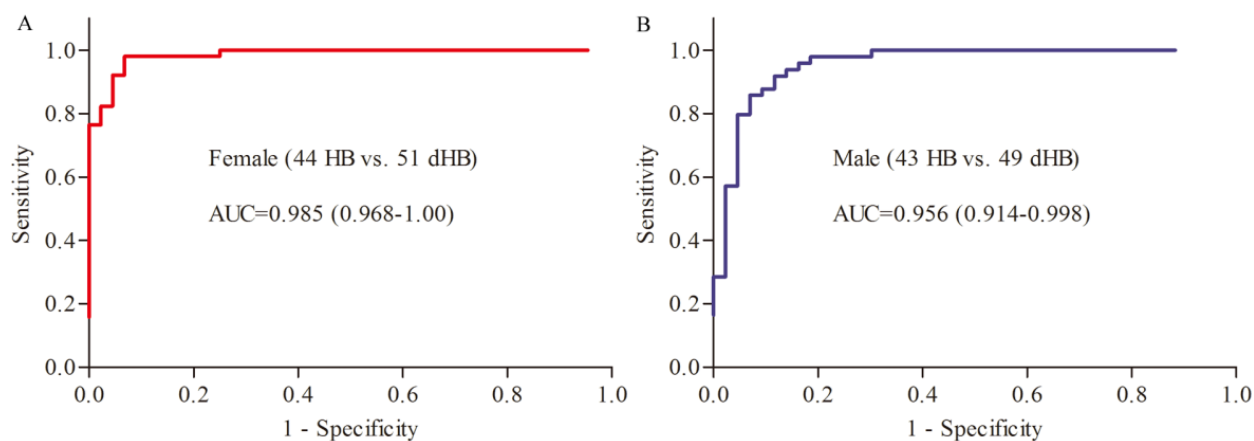 A
1.0
0.8
0.6
0.4
0.2
0.0
Sensitivity
Female (44 HB vs. 51 dHB)
AUC=0.985 (0.968-1.00)
0.0 0.2 0.4 0.6 0.8 1.0
1 - Specificity
B
1.0
0.8
0.6
0.4
0.2
0.0
Sensitivity
Male (43 HB vs. 49 dHB)
AUC=0.956 (0.914-0.998)
0.0 0.2 0.4 0.6 0.8 1.0
1 - Specificity